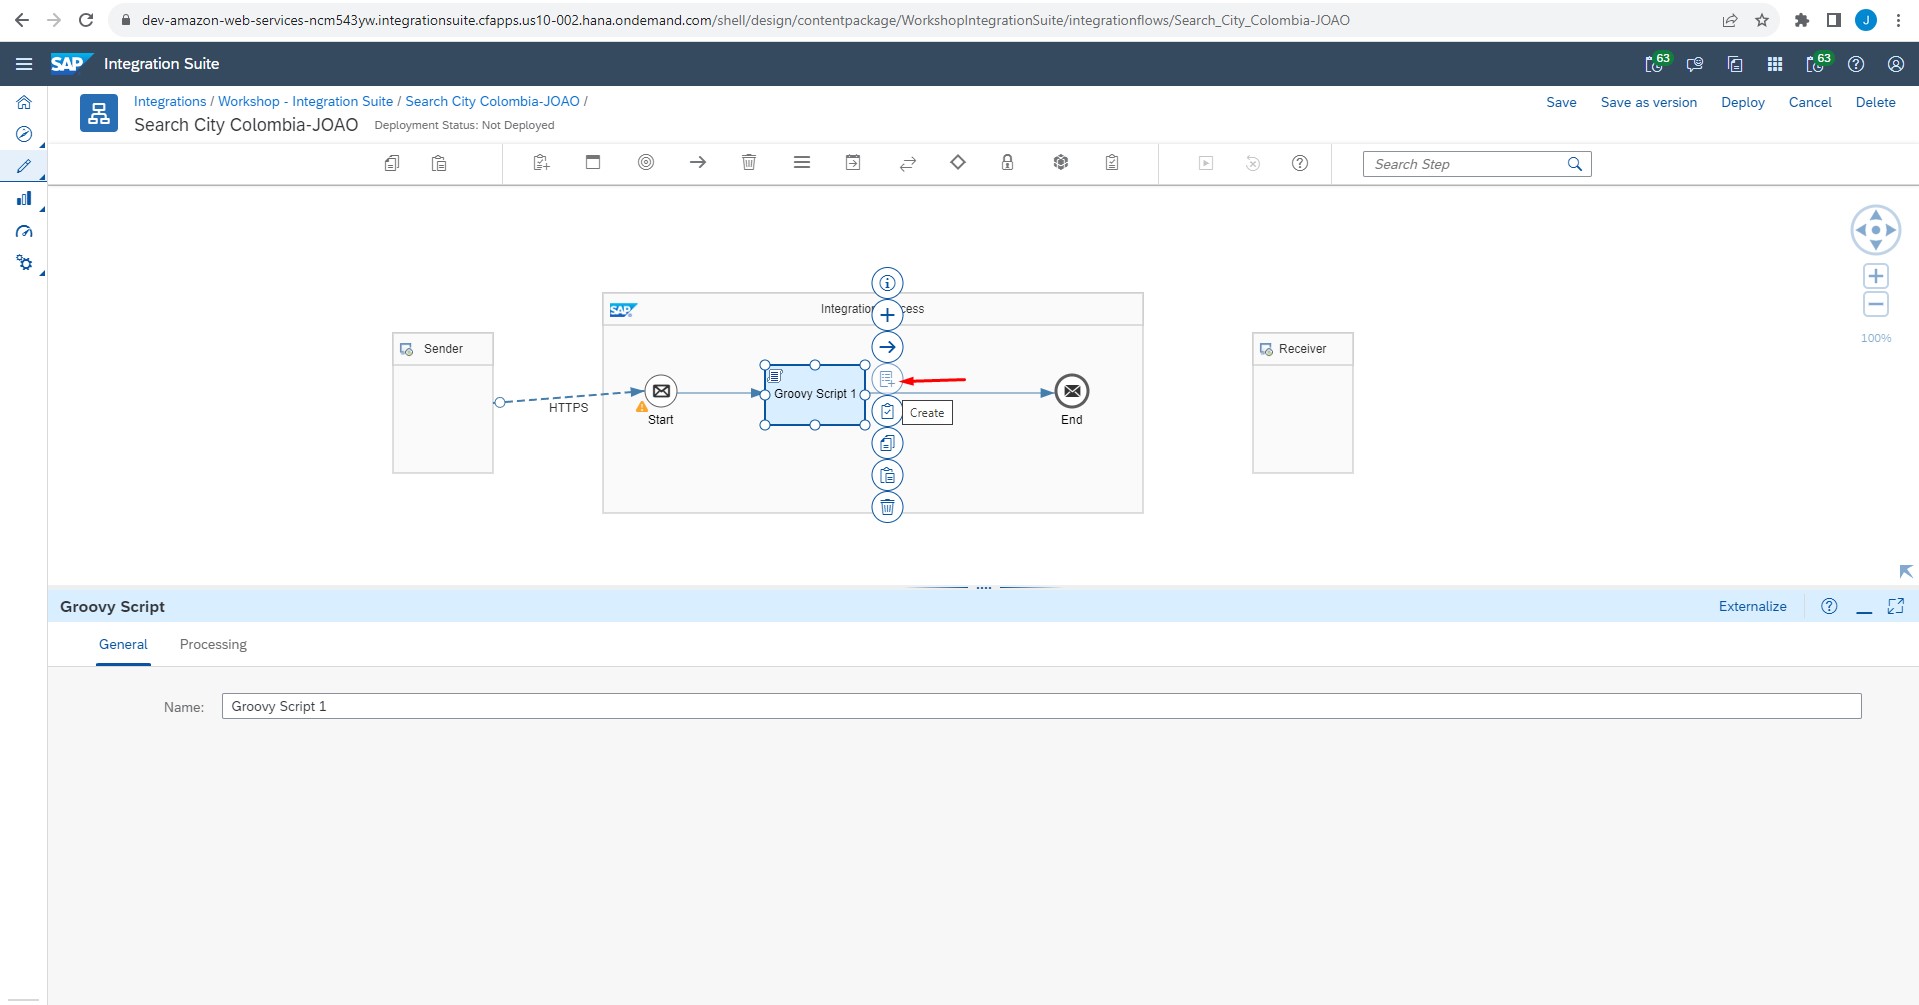 dev-amazon-web-services-ncm543yw.integrationsuite.cfapps.us10-002.hana.ondemand.com/shell/design/contentpackage/WorkshopIntegrationSuite/integrationflows/Search_City_Colombia-JOAO
J
SAP Integration Suite
63
63
Integrations / Workshop - Integration Suite / Search City Colombia-JOAO /
Search City Colombia-JOAO Deployment Status: Not Deployed
Save Save as version Deploy Cancel Delete
Search Step
SAP
Sender
HTTPS
Start
Groovy Script 1
Create
End
Receiver
100%
Groovy Script
Externalize
General Processing
Name: Groovy Script 1